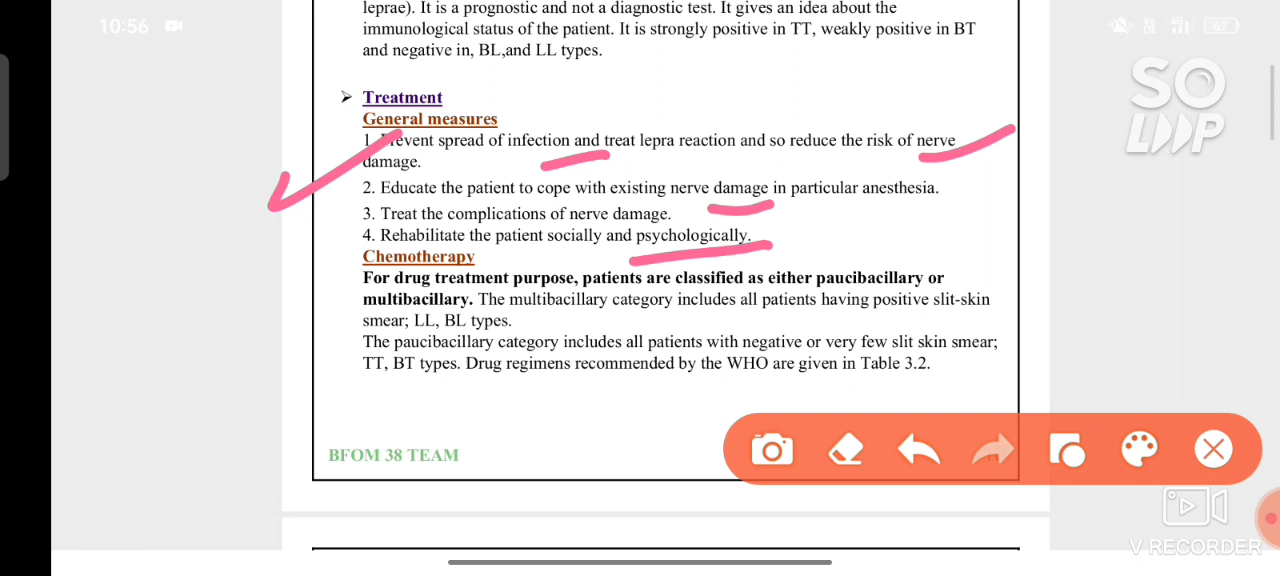 10:56
67
leprae). It is a prognostic and not a diagnostic test. It gives an idea about the
immunological status of the patient. It is strongly positive in TT, weakly positive in BT
and negative in, BL,and LL types.
SO
LOOP
➢ Treatment
General measures
1. Prevent spread of infection and treat lepra reaction and so reduce the risk of nerve
damage.
2. Educate the patient to cope with existing nerve damage in particular anesthesia.
3. Treat the complications of nerve damage.
4. Rehabilitate the patient socially and psychologically.
Chemotherapy
For drug treatment purpose, patients are classified as either paucibacillary or
multibacillary. The multibacillary category includes all patients having positive slit-skin
smear; LL, BL types.
The paucibacillary category includes all patients with negative or very few slit skin smear;
TT, BT types. Drug regimens recommended by the WHO are given in Table 3.2.
BFOM 38 TEAM
V RECORDER